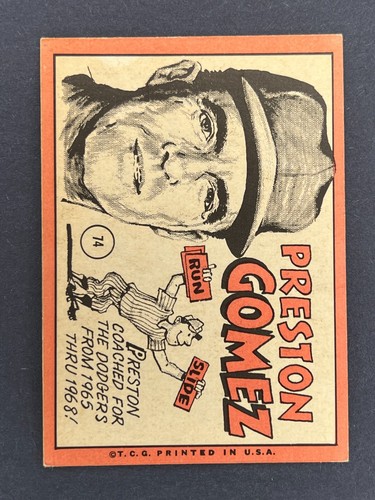 PRESTON
GOMEZ
74
RUN
SLIDE
PRESTON
COACHED FOR
THE DODGERS
FROM 1965
THRU 1968!
©T.C.G. PRINTED IN U.S.A.